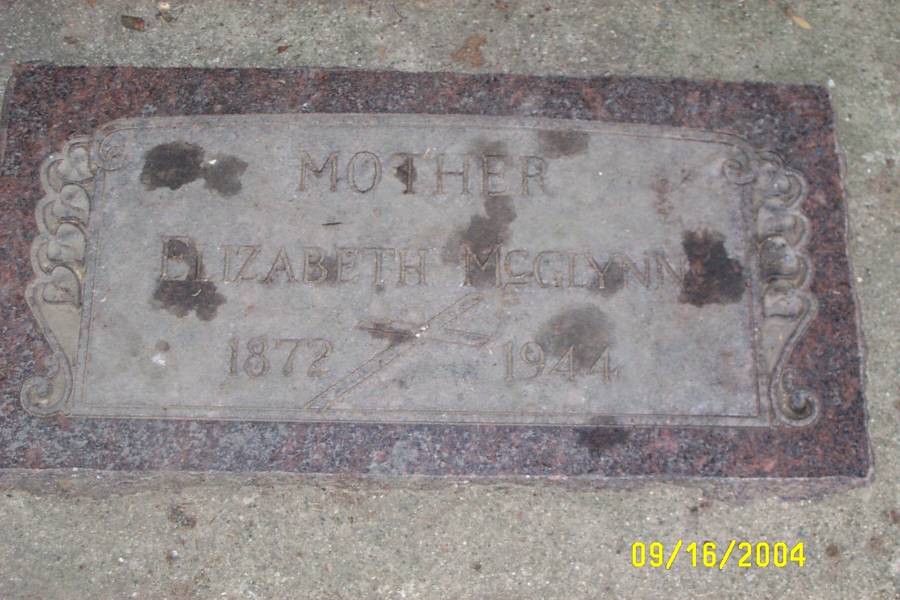 MOTHER
ELIZABETH McGLYNN
1872 1944
09/16/2004